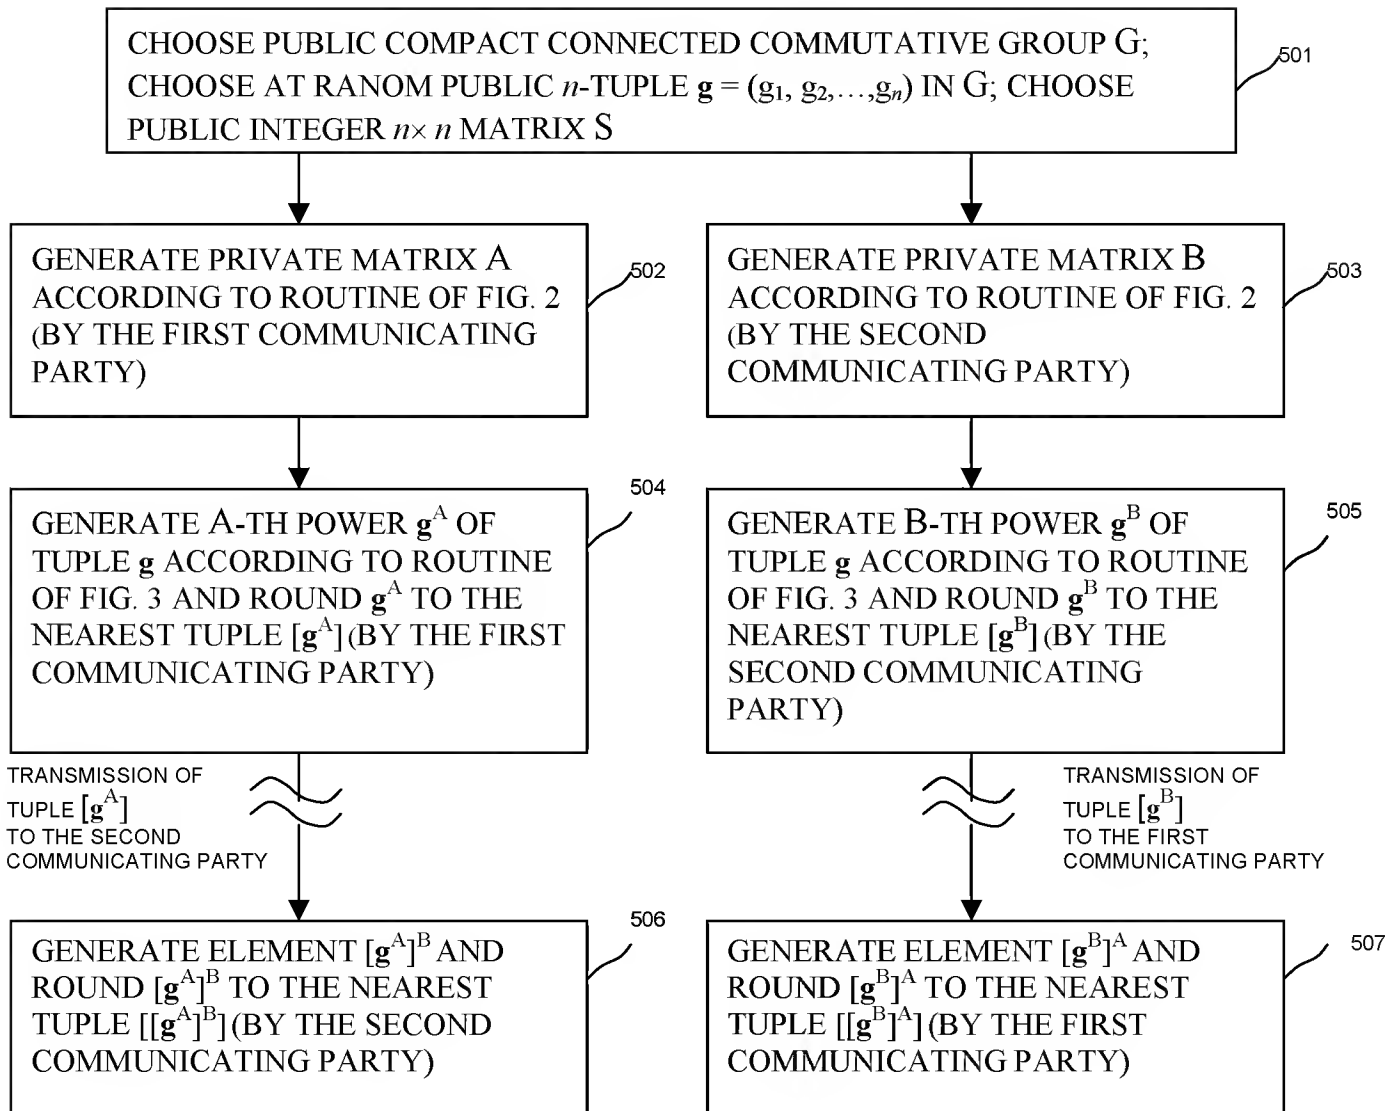 CHOOSE PUBLIC COMPACT CONNECTED COMMUTATIVE GROUP G;
CHOOSE AT RANOM PUBLIC n-TUPLE g = (g₁, g₂,…,gₙ) IN G; CHOOSE
PUBLIC INTEGER n× n MATRIX S
501
GENERATE PRIVATE MATRIX A
ACCORDING TO ROUTINE OF FIG. 2
(BY THE FIRST COMMUNICATING
PARTY)
502
GENERATE PRIVATE MATRIX B
ACCORDING TO ROUTINE OF FIG. 2
(BY THE SECOND
COMMUNICATING PARTY)
503
GENERATE A-TH POWER gᴬ OF
TUPLE g ACCORDING TO ROUTINE
OF FIG. 3 AND ROUND gᴬ TO THE
NEAREST TUPLE [gᴬ] (BY THE FIRST
COMMUNICATING PARTY)
504
GENERATE B-TH POWER gᴮ OF
TUPLE g ACCORDING TO ROUTINE
OF FIG. 3 AND ROUND gᴮ TO THE
NEAREST TUPLE [gᴮ] (BY THE
SECOND COMMUNICATING
PARTY)
505
TRANSMISSION OF
TUPLE [gᴬ]
TO THE SECOND
COMMUNICATING PARTY
TRANSMISSION OF
TUPLE [gᴮ]
TO THE FIRST
COMMUNICATING PARTY
GENERATE ELEMENT [gᴬ]ᴮ AND
ROUND [gᴬ]ᴮ TO THE NEAREST
TUPLE [[gᴬ]ᴮ] (BY THE SECOND
COMMUNICATING PARTY)
506
GENERATE ELEMENT [gᴮ]ᴬ AND
ROUND [gᴮ]ᴬ TO THE NEAREST
TUPLE [[gᴮ]ᴬ] (BY THE FIRST
COMMUNICATING PARTY)
507